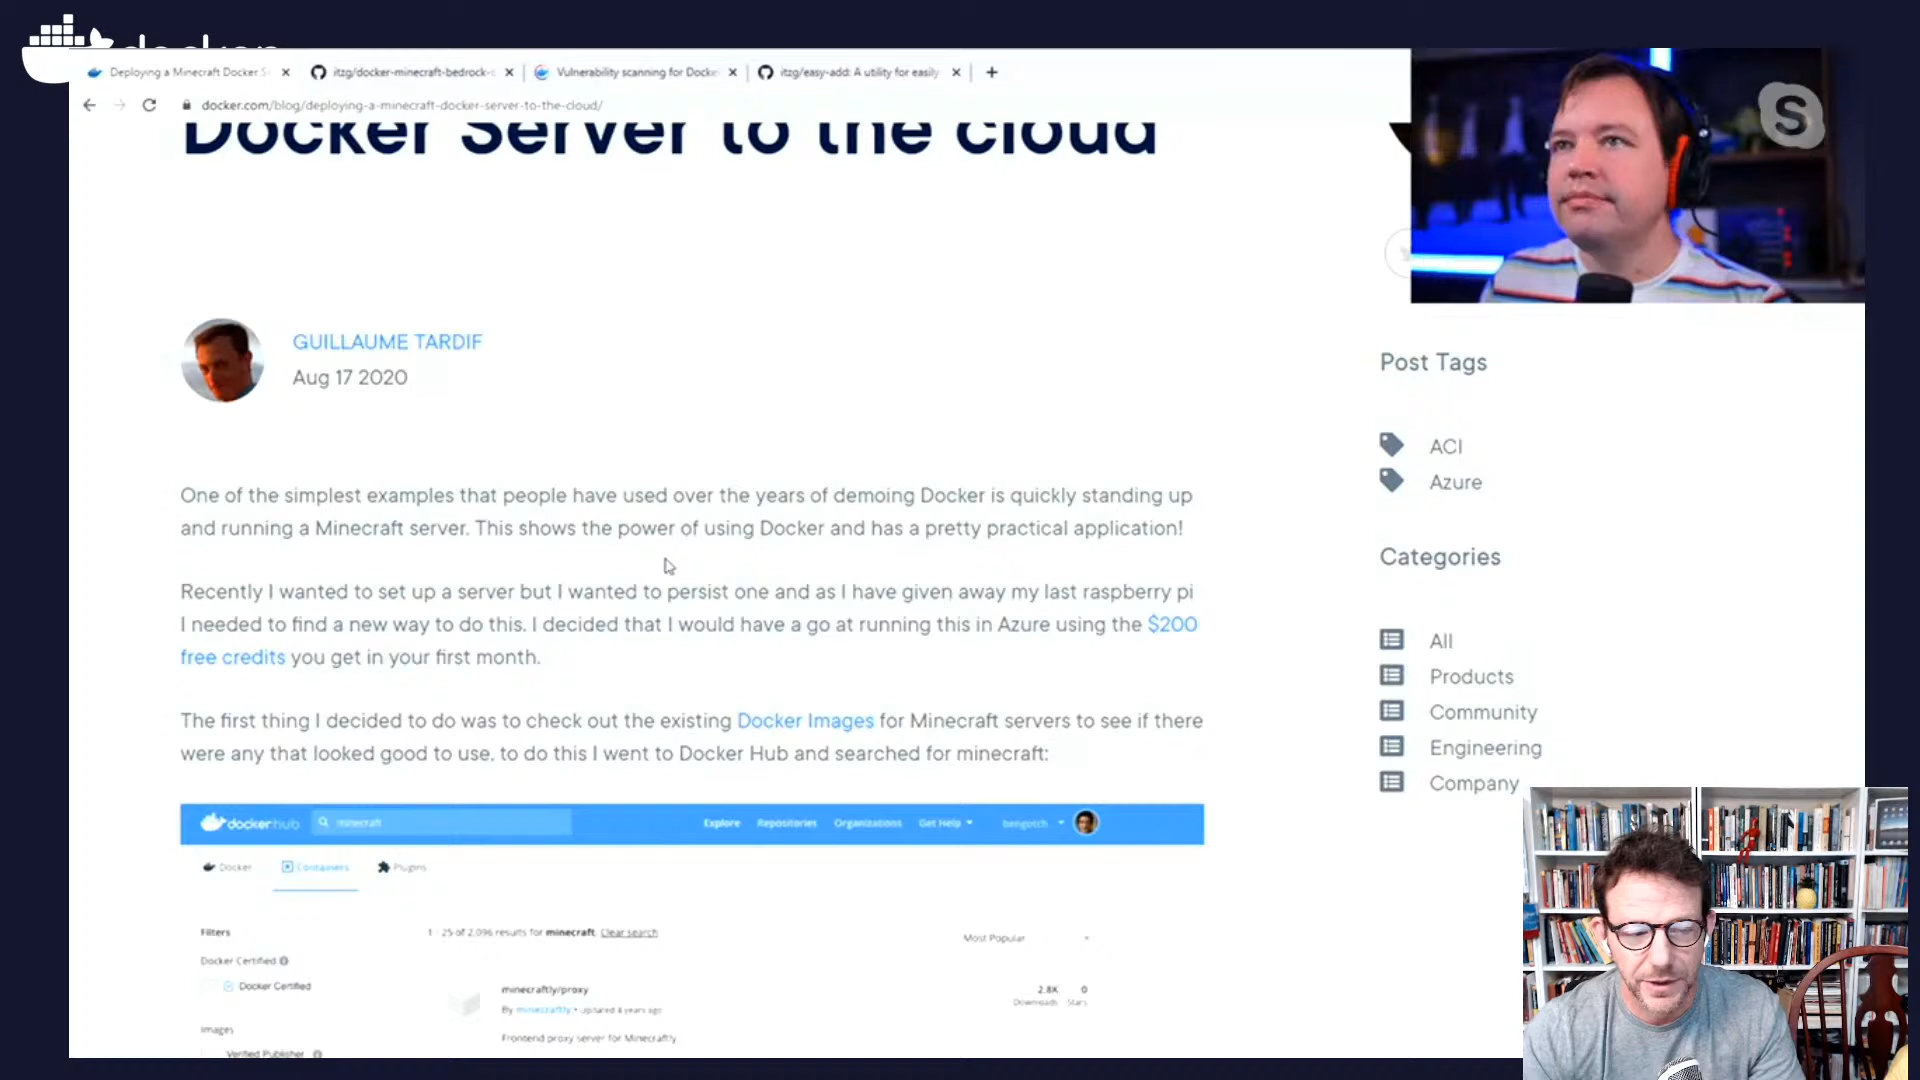 docker
Deploying a Minecraft Docker S
itzg/docker-minecraft-bedrock-s
Vulnerability scanning for Docker
itzg/easy-add: A utility for easily
docker.com/blog/deploying-a-minecraft-docker-server-to-the-cloud/
Docker Server to the cloud
S
GUILLAUME TARDIF
Aug 17 2020
One of the simplest examples that people have used over the years of demoing Docker is quickly standing up
and running a Minecraft server. This shows the power of using Docker and has a pretty practical application!
Recently I wanted to set up a server but I wanted to persist one and as I have given away my last raspberry pi
I needed to find a new way to do this. I decided that I would have a go at running this in Azure using the $200
free credits you get in your first month.
The first thing I decided to do was to check out the existing Docker Images for Minecraft servers to see if there
were any that looked good to use, to do this I went to Docker Hub and searched for minecraft:
docker hub
minecraft
Explore
Repositories
Organizations
Get Help
bengotch
Docker
Containers
Plugins
Filters
1 - 25 of 2,096 results for minecraft. Clear search
Most Popular
Docker Certified
Docker Certified
Images
Verified Publisher
minecraftly/proxy
By minecraftly • Updated 4 years ago
Frontend proxy server for Minecraftly
2.8K
Downloads
0
Stars
Post Tags
ACI
Azure
Categories
All
Products
Community
Engineering
Company